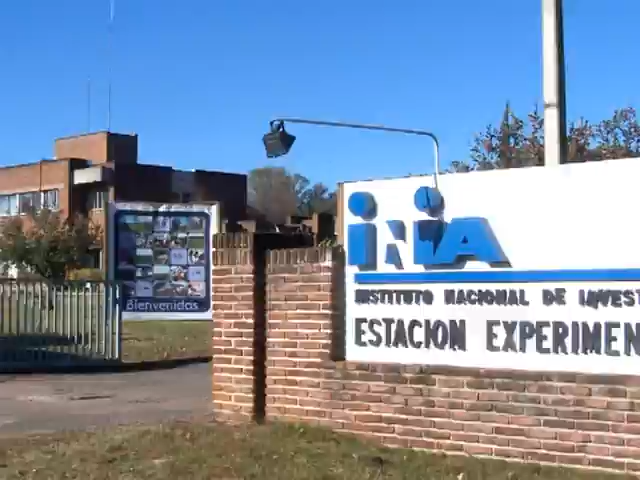 Bienvenidos
INIA
INSTITUTO NACIONAL DE INVEST
ESTACION EXPERIMEN